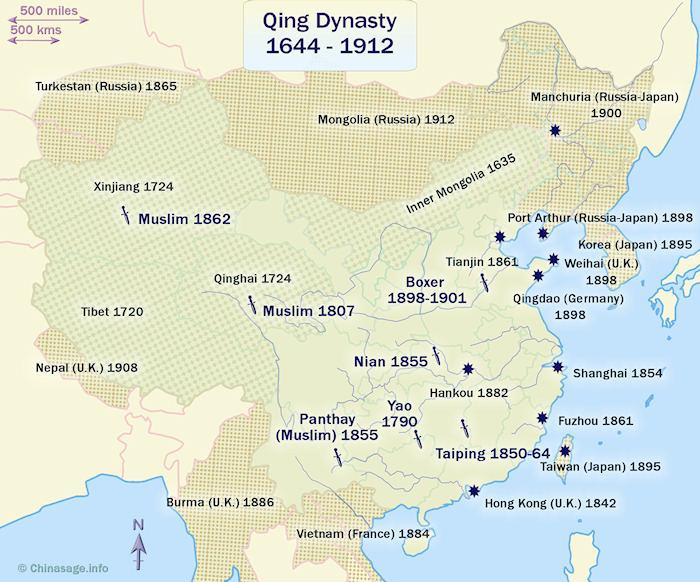 500 miles
500 kms
Qing Dynasty
1644 - 1912
Turkestan (Russia) 1865
Manchuria (Russia-Japan)
1900
Mongolia (Russia) 1912
Inner Mongolia 1635
Xinjiang 1724
Muslim 1862
Port Arthur (Russia-Japan) 1898
Korea (Japan) 1895
Tianjin 1861
Weihai (U.K.)
1898
Qinghai 1724
Boxer
1898-1901
Qingdao (Germany)
1898
Tibet 1720
Muslim 1807
Nian 1855
Nepal (U.K.) 1908
Shanghai 1854
Hankou 1882
Yao
1790
Panthay
(Muslim) 1855
Fuzhou 1861
Taiping 1850-64
Taiwan (Japan) 1895
Burma (U.K.) 1886
Hong Kong (U.K.) 1842
N
Vietnam (France) 1884
© Chinasage.info